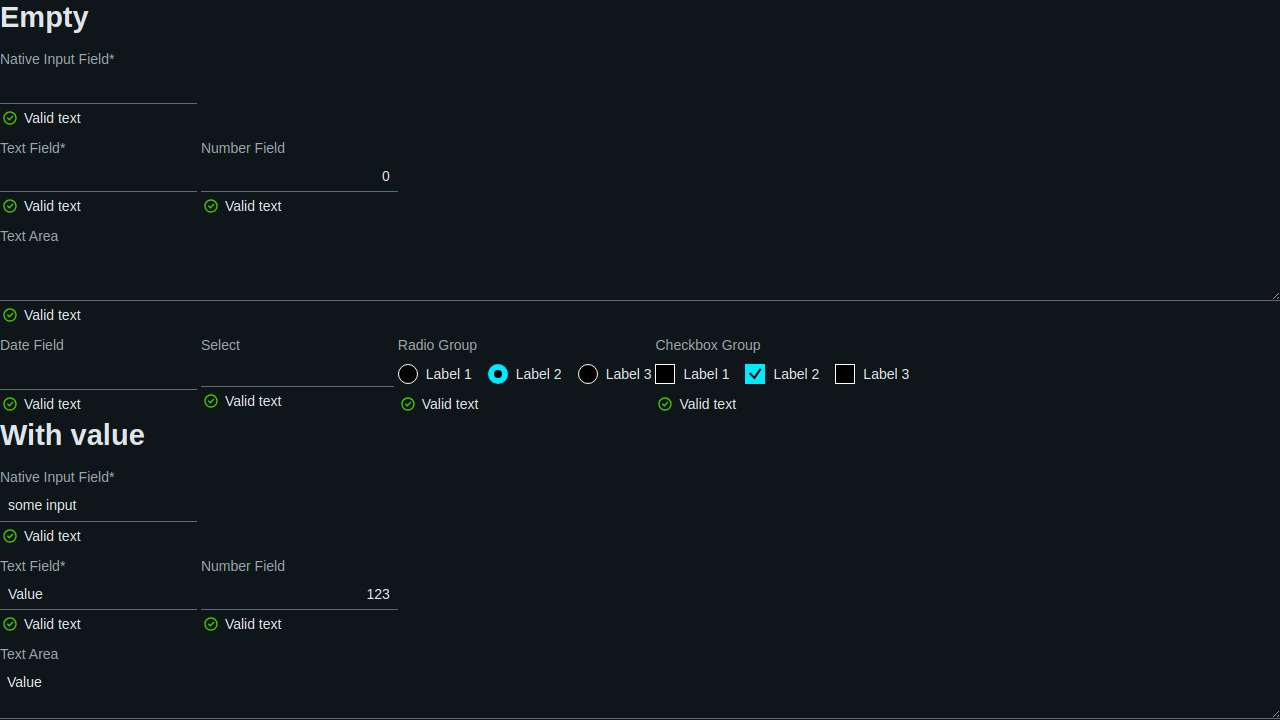 Empty
Native Input Field*
Valid text
Text Field* Number Field
0
Valid text Valid text
Text Area
Valid text
Date Field Select Radio Group Checkbox Group
Label 1 Label 2 Label 3 Label 1 Label 2 Label 3
Valid text Valid text Valid text Valid text
With value
Native Input Field*
some input
Valid text
Text Field* Number Field
Value 123
Valid text Valid text
Text Area
Value